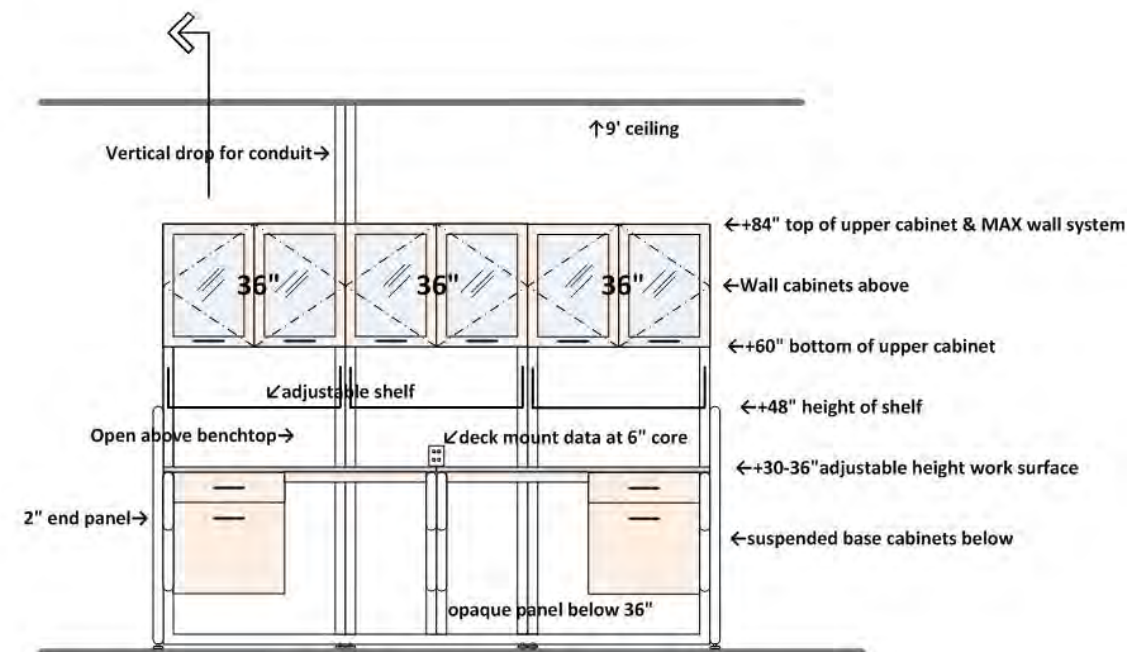 ↑9' ceiling
Vertical drop for conduit→
←+84" top of upper cabinet & MAX wall system
36" 36" 36"
←Wall cabinets above
←+60" bottom of upper cabinet
↙adjustable shelf
←+48" height of shelf
Open above benchtop→
↙deck mount data at 6" core
←+30-36"adjustable height work surface
2" end panel→
←suspended base cabinets below
opaque panel below 36"